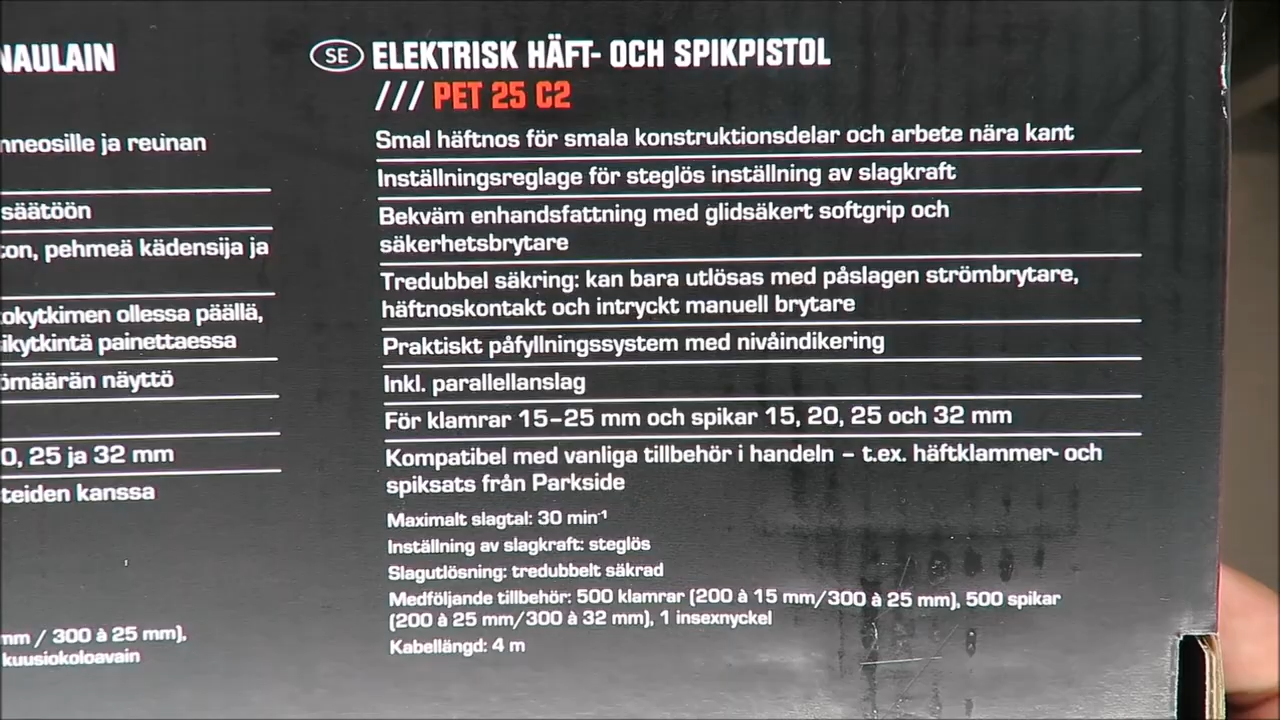 NAULAIN
nneosille ja reunan
säätöön
ton, pehmeä kädensija ja
tokytkimen ollessa päällä,
ikytkintä painettaessa
ömäärän näyttö
0, 25 ja 32 mm
teiden kanssa
mm / 300 à 25 mm),
kuusiokoloavain
SE ELEKTRISK HÄFT- OCH SPIKPISTOL
/// PET 25 C2
Smal häftnos för smala konstruktionsdelar och arbete nära kant
Inställningsreglage för steglös inställning av slagkraft
Bekväm enhandsfattning med glidsäkert softgrip och
säkerhetsbrytare
Tredubbel säkring: kan bara utlösas med påslagen strömbrytare,
häftnoskontakt och intryckt manuell brytare
Praktiskt påfyllningssystem med nivåindikering
Inkl. parallellanslag
För klamrar 15–25 mm och spikar 15, 20, 25 och 32 mm
Kompatibel med vanliga tillbehör i handeln – t.ex. häftklammer- och
spiksats från Parkside
Maximalt slagtal: 30 min⁻¹
Inställning av slagkraft: steglös
Slagutlösning: tredubbelt säkrad
Medföljande tillbehör: 500 klamrar (200 à 15 mm/300 à 25 mm), 500 spikar
(200 à 25 mm/300 à 32 mm), 1 insexnyckel
Kabellängd: 4 m